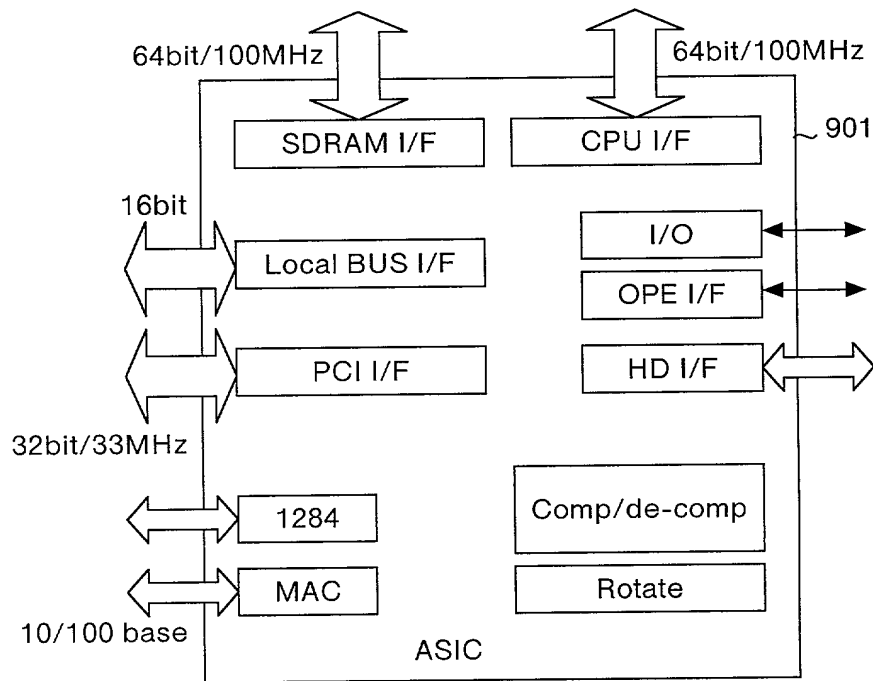 64bit/100MHz
64bit/100MHz
SDRAM I/F
CPU I/F
901
16bit
Local BUS I/F
I/O
OPE I/F
PCI I/F
HD I/F
32bit/33MHz
1284
Comp/de-comp
MAC
Rotate
10/100 base
ASIC